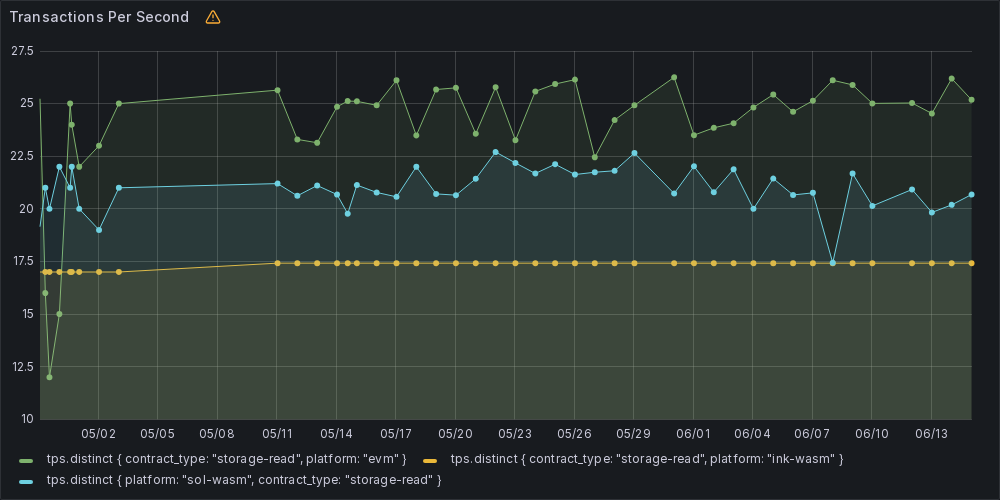 Transactions Per Second
27.5
25
22.5
20
17.5
15
12.5
10
05/02 05/05 05/08 05/11 05/14 05/17 05/20 05/23 05/26 05/29 06/01 06/04 06/07 06/10 06/13
tps.distinct { contract_type: "storage-read", platform: "evm" } tps.distinct { contract_type: "storage-read", platform: "ink-wasm" }
tps.distinct { platform: "sol-wasm", contract_type: "storage-read" }